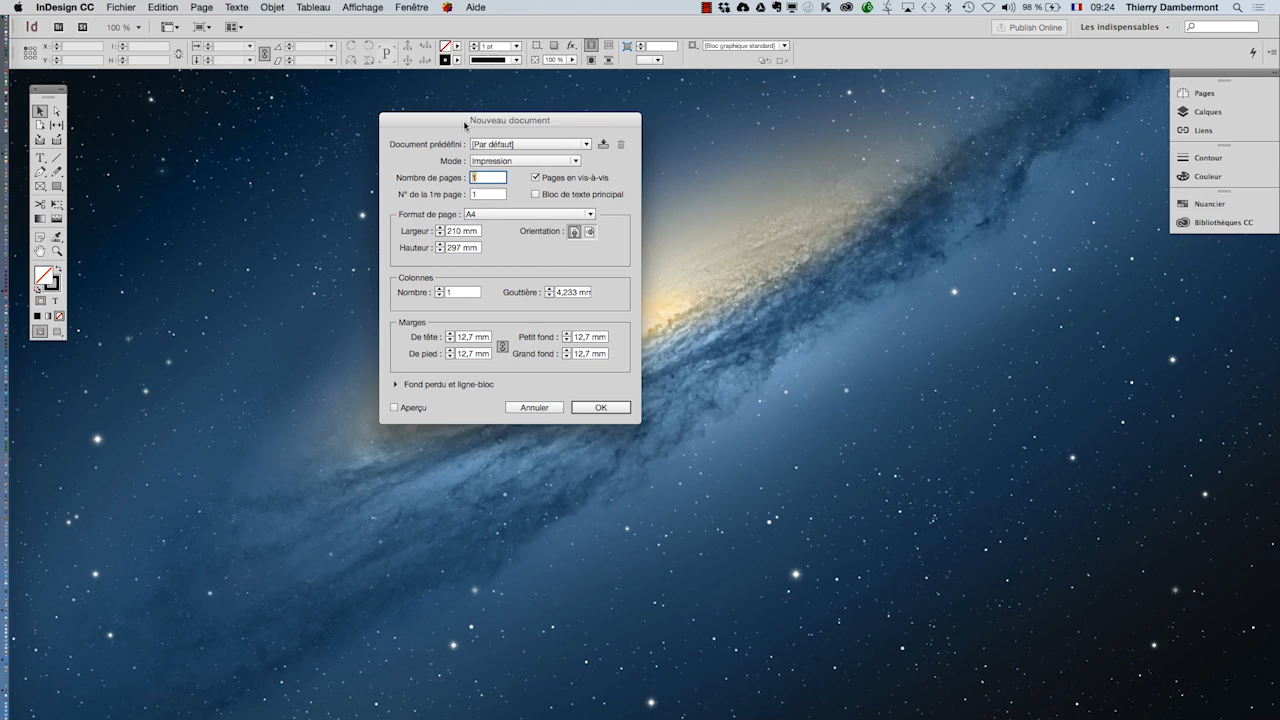 InDesign CC Fichier Edition Page Texte Objet Tableau Affichage Fenêtre Aide 98 % 09:24 Thierry Dambermont
Id Br St 100 % Publish Online Les indispensables
X: L: 1 pt [Bloc graphique standard]
Y: H: 100 %
Nouveau document
Document prédéfini : [Par défaut]
Mode : Impression
Nombre de pages : 1 Pages en vis-à-vis
N° de la 1re page : 1 Bloc de texte principal
Format de page : A4
Largeur : 210 mm Orientation :
Hauteur : 297 mm
Colonnes
Nombre : 1 Gouttière : 4,233 mm
Marges
De tête : 12,7 mm Petit fond : 12,7 mm
De pied : 12,7 mm Grand fond : 12,7 mm
Fond perdu et ligne-bloc
Aperçu Annuler OK
Pages
Calques
Liens
Contour
Couleur
Nuancier
Bibliothèques CC